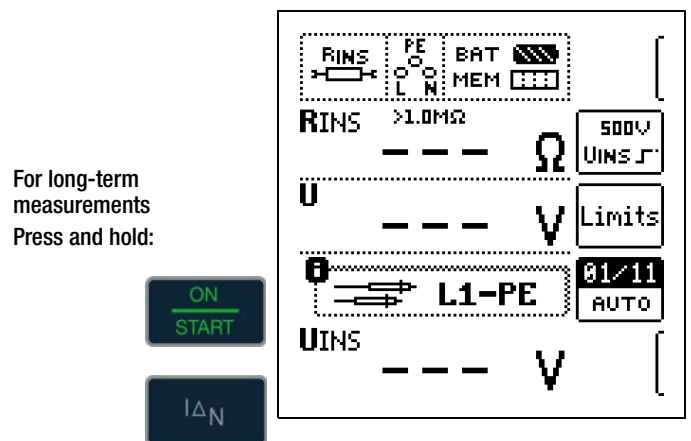 For long-term
measurements
Press and hold:
ON
START
IΔN
RINS
PE
L N
BAT
MEM
RINS >1.0MΩ
--- Ω
500V
UINS
U
--- V
Limits
L1-PE
01/11
AUTO
UINS
--- V